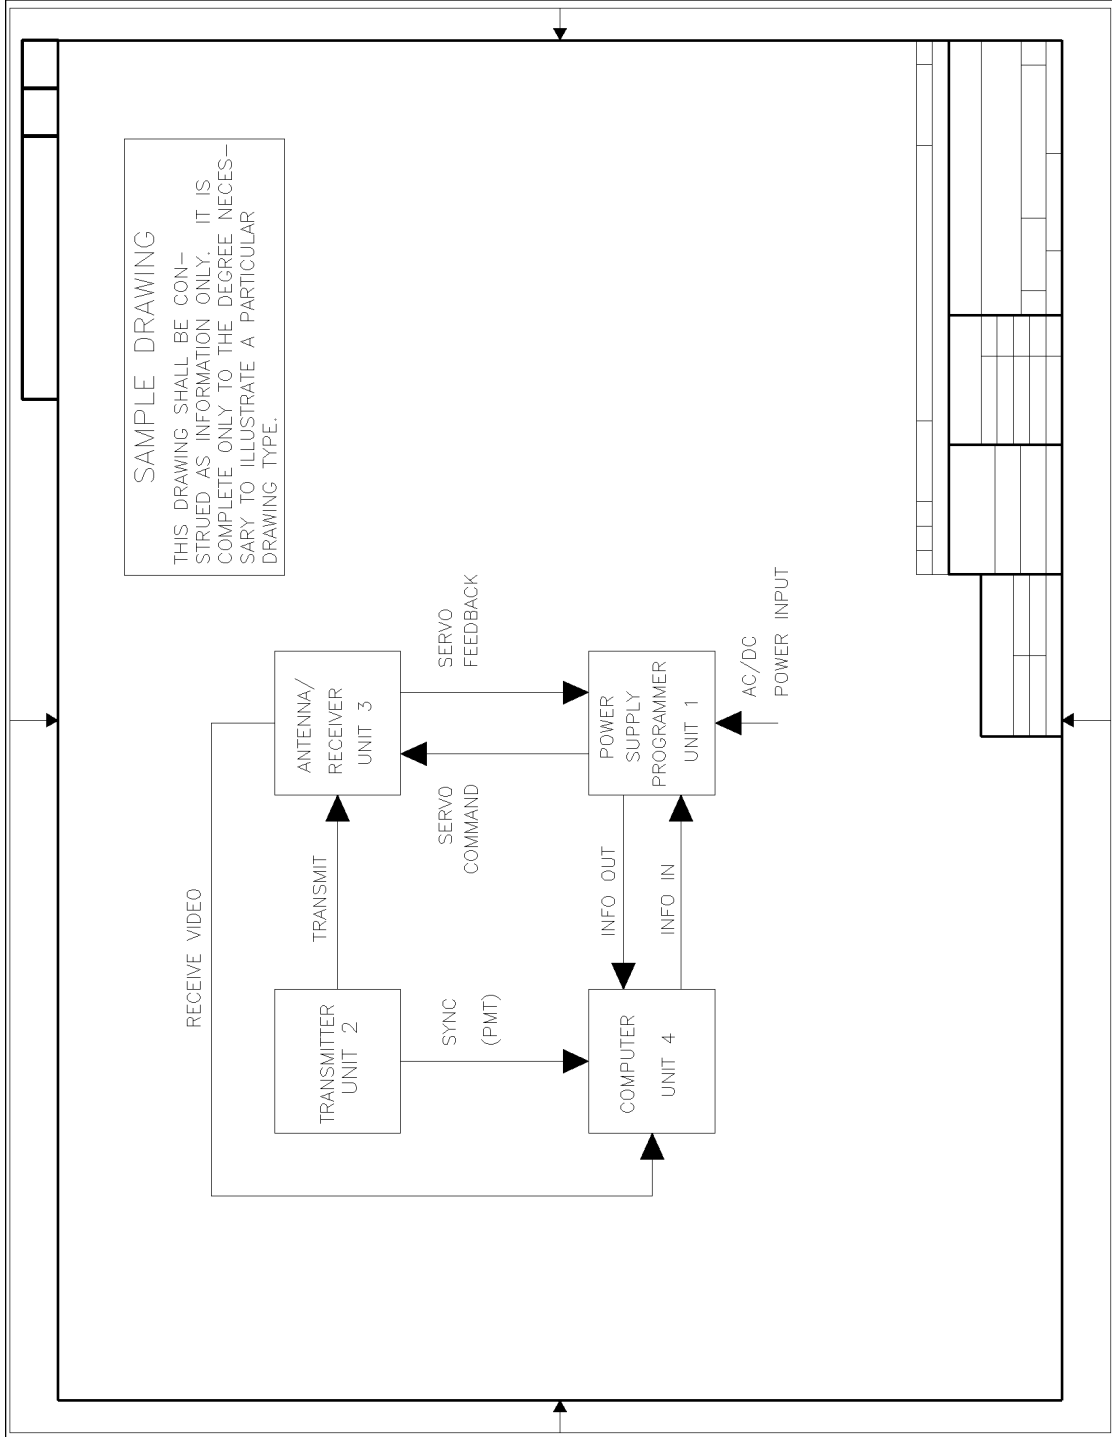 SAMPLE DRAWING
THIS DRAWING SHALL BE CON-
STRUED AS INFORMATION ONLY. IT IS
COMPLETE ONLY TO THE DEGREE NECES-
SARY TO ILLUSTRATE A PARTICULAR
DRAWING TYPE.
RECEIVE VIDEO
TRANSMITTER
UNIT 2
TRANSMIT
ANTENNA/
RECEIVER
UNIT 3
SYNC
(PMT)
SERVO
COMMAND
SERVO
FEEDBACK
COMPUTER
UNIT 4
INFO OUT
INFO IN
POWER
SUPPLY
PROGRAMMER
UNIT 1
AC/DC
POWER INPUT